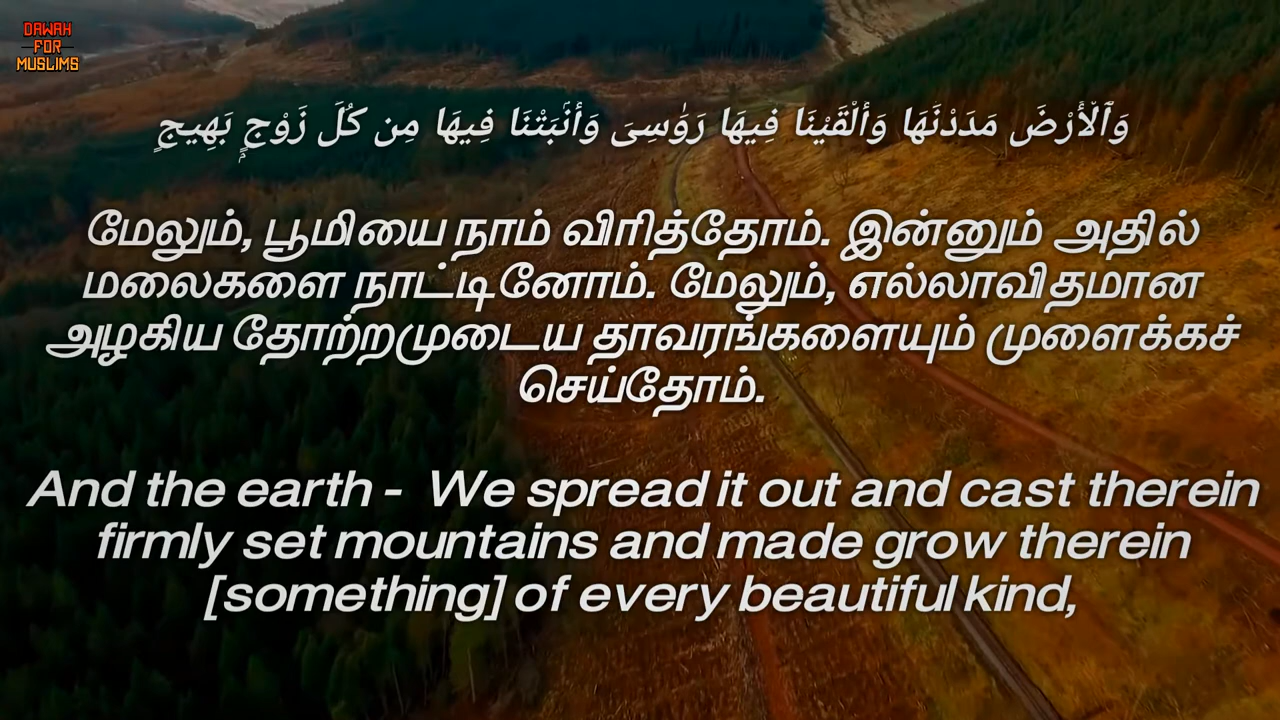 DAWAH
FOR
MUSLIMS
وَٱلْأَرْضَ مَدَدْنَٰهَا وَأَلْقَيْنَا فِيهَا رَوَٰسِىَ وَأَنۢبَتْنَا فِيهَا مِن كُلِّ زَوْجٍۭ بَهِيجٍ
மேலும், பூமியை நாம் விரித்தோம். இன்னும் அதில்
மலைகளை நாட்டினோம். மேலும், எல்லாவிதமான
அழகிய தோற்றமுடைய தாவரங்களையும் முளைக்கச்
செய்தோம்.
And the earth - We spread it out and cast therein
firmly set mountains and made grow therein
[something] of every beautiful kind,